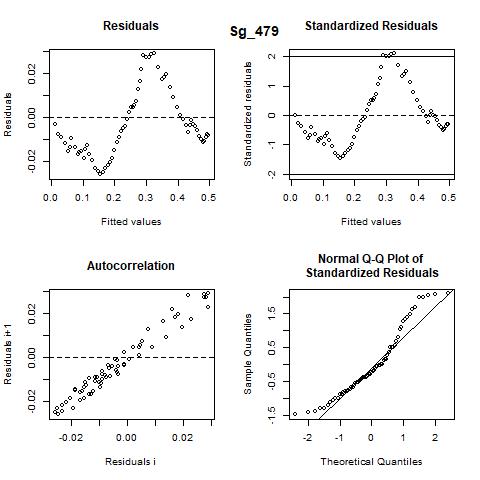 Sg_479
Residuals
Residuals
0.02
0.00
-0.02
0.0 0.1 0.2 0.3 0.4 0.5
Fitted values
Standardized Residuals
Standardized residuals
2
1
0
-1
-2
0.0 0.1 0.2 0.3 0.4 0.5
Fitted values
Autocorrelation
Residuals i+1
0.02
0.00
-0.02
-0.02 0.00 0.02
Residuals i
Normal Q-Q Plot of
Standardized Residuals
Sample Quantiles
1.5
0.5
-0.5
-1.5
-2 -1 0 1 2
Theoretical Quantiles